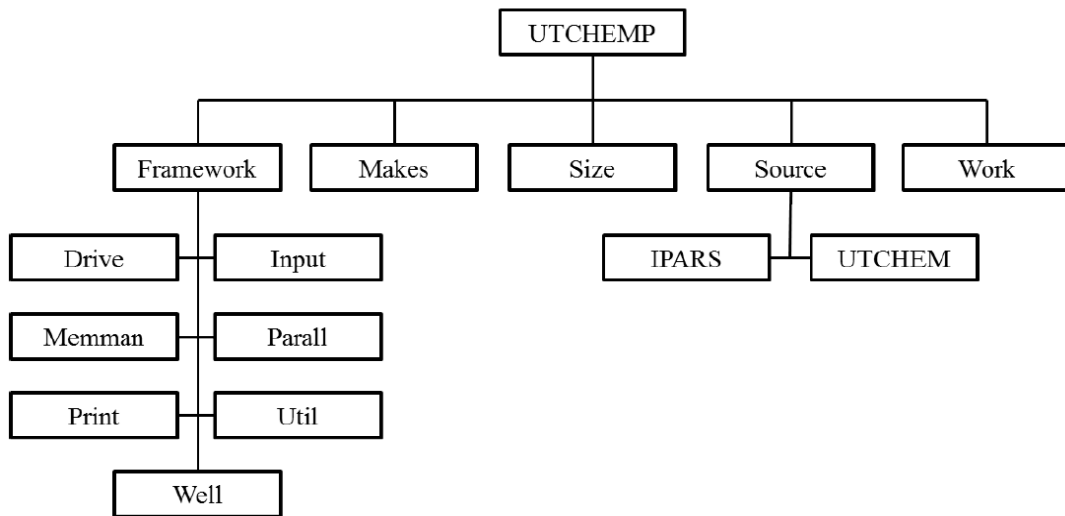 UTCHEMP
Framework
Makes
Size
Source
Work
Drive
Input
IPARS
UTCHEM
Memman
Parall
Print
Util
Well